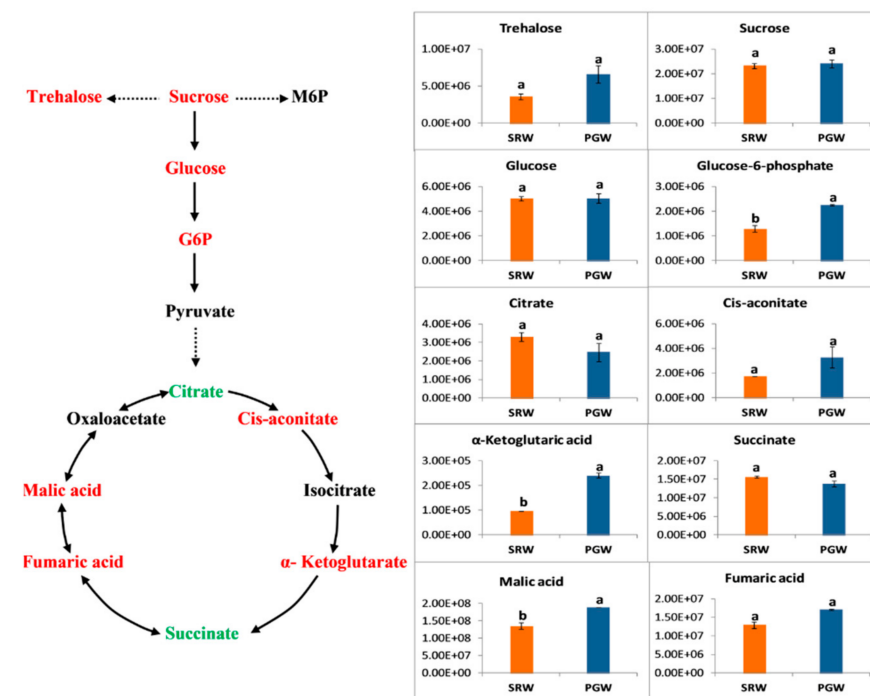 Trehalose Sucrose M6P
Glucose
G6P
Pyruvate
Citrate
Oxaloacetate Cis-aconitate
Malic acid Isocitrate
Fumaric acid α- Ketoglutarate
Succinate
Trehalose
1.00E+07
5.00E+06
0.00E+00
a
a
SRW PGW
Sucrose
3.00E+07
2.00E+07
1.00E+07
0.00E+00
a
a
SRW PGW
Glucose
6.00E+06
4.00E+06
2.00E+06
0.00E+00
a
a
SRW PGW
Glucose-6-phosphate
3.00E+06
2.00E+06
1.00E+06
0.00E+00
b
a
SRW PGW
Citrate
4.00E+06
3.00E+06
2.00E+06
1.00E+06
0.00E+00
a
a
SRW PGW
Cis-aconitate
6.00E+06
4.00E+06
2.00E+06
0.00E+00
a
a
SRW PGW
α-Ketoglutaric acid
3.00E+05
2.00E+05
1.00E+05
0.00E+00
b
a
SRW PGW
Succinate
2.00E+07
1.50E+07
1.00E+07
5.00E+06
0.00E+00
a
a
SRW PGW
Malic acid
2.00E+08
1.50E+08
1.00E+08
5.00E+07
0.00E+00
b
a
SRW PGW
Fumaric acid
2.00E+07
1.50E+07
1.00E+07
5.00E+06
0.00E+00
a
a
SRW PGW